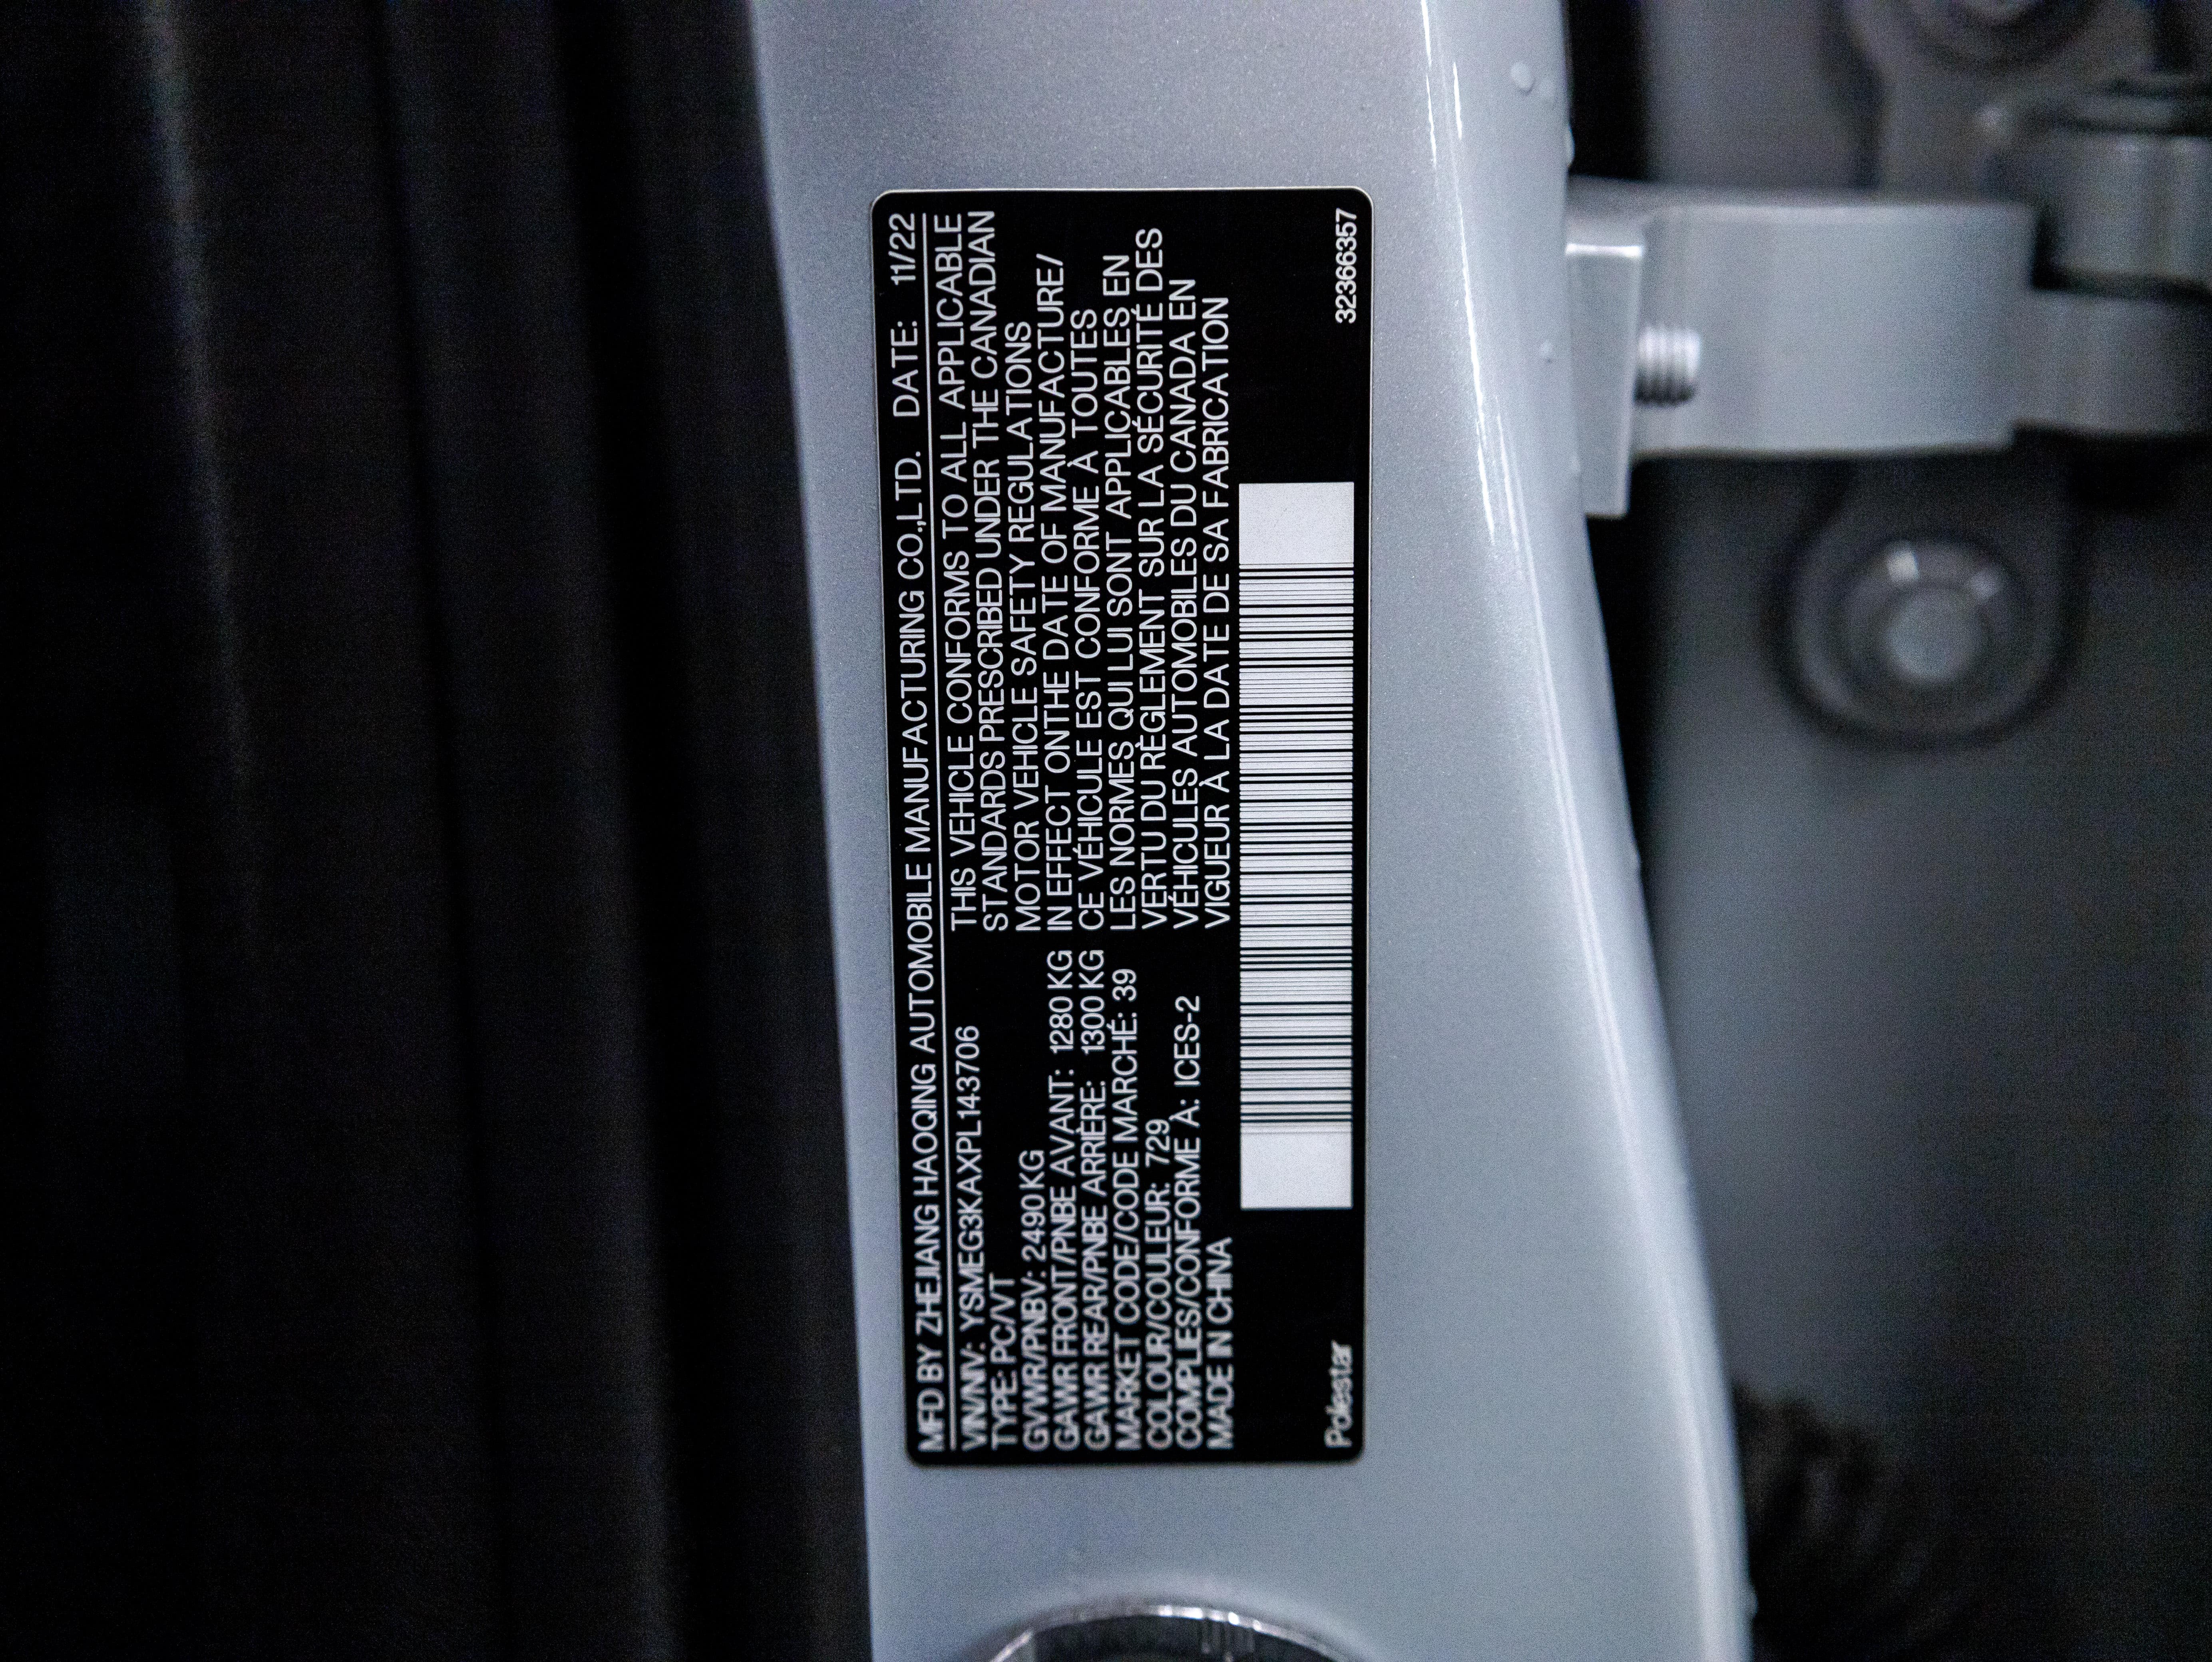 MFD BY ZHEJIANG HAOQING AUTOMOBILE MANUFACTURING CO.,LTD. DATE: 11/22
VIN/NIV: YSMEG3KAXPL143706
TYPE: PC/VT
GVWR/PNBV: 2490 KG
GAWR FRONT/PNBE AVANT: 1280 KG
GAWR REAR/PNBE ARRIÈRE: 1300 KG
MARKET CODE/CODE MARCHÉ: 39
COLOUR/COULEUR: 729
COMPLIES/CONFORME À: ICES-2
MADE IN CHINA
THIS VEHICLE CONFORMS TO ALL APPLICABLE
STANDARDS PRESCRIBED UNDER THE CANADIAN
MOTOR VEHICLE SAFETY REGULATIONS
IN EFFECT ON THE DATE OF MANUFACTURE/
CE VÉHICULE EST CONFORME À TOUTES
LES NORMES QUI LUI SONT APPLICABLES EN
VERTU DU RÈGLEMENT SUR LA SÉCURITÉ DES
VÉHICULES AUTOMOBILES DU CANADA EN
VIGUEUR À LA DATE DE SA FABRICATION
Polestar
32366357